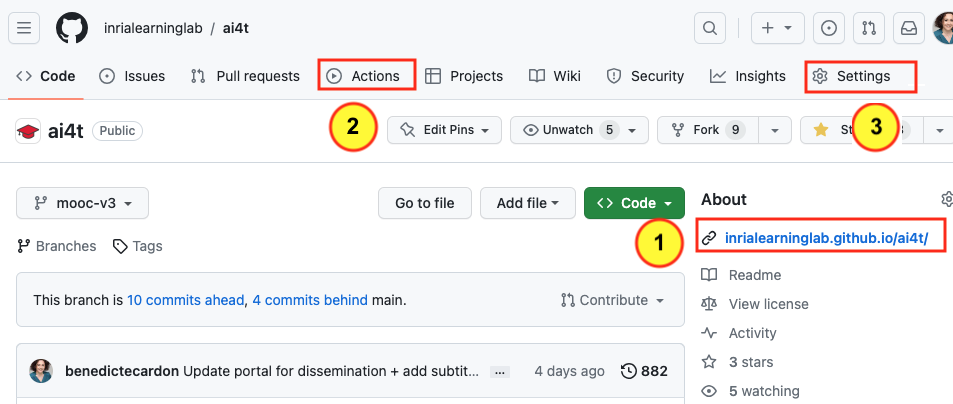 inrialearninglab / ai4t
Code Issues Pull requests Actions Projects Wiki Security Insights Settings
ai4t Public 2 Edit Pins Unwatch 5 Fork 9 3
mooc-v3 Go to file Add file Code About
1 inrialearninglab.github.io/ai4t/
Branches Tags
Readme
This branch is 10 commits ahead, 4 commits behind main. Contribute
View license
Activity
3 stars
benedictecardon Update portal for dissemination + add subtit... ... 4 days ago 882
5 watching